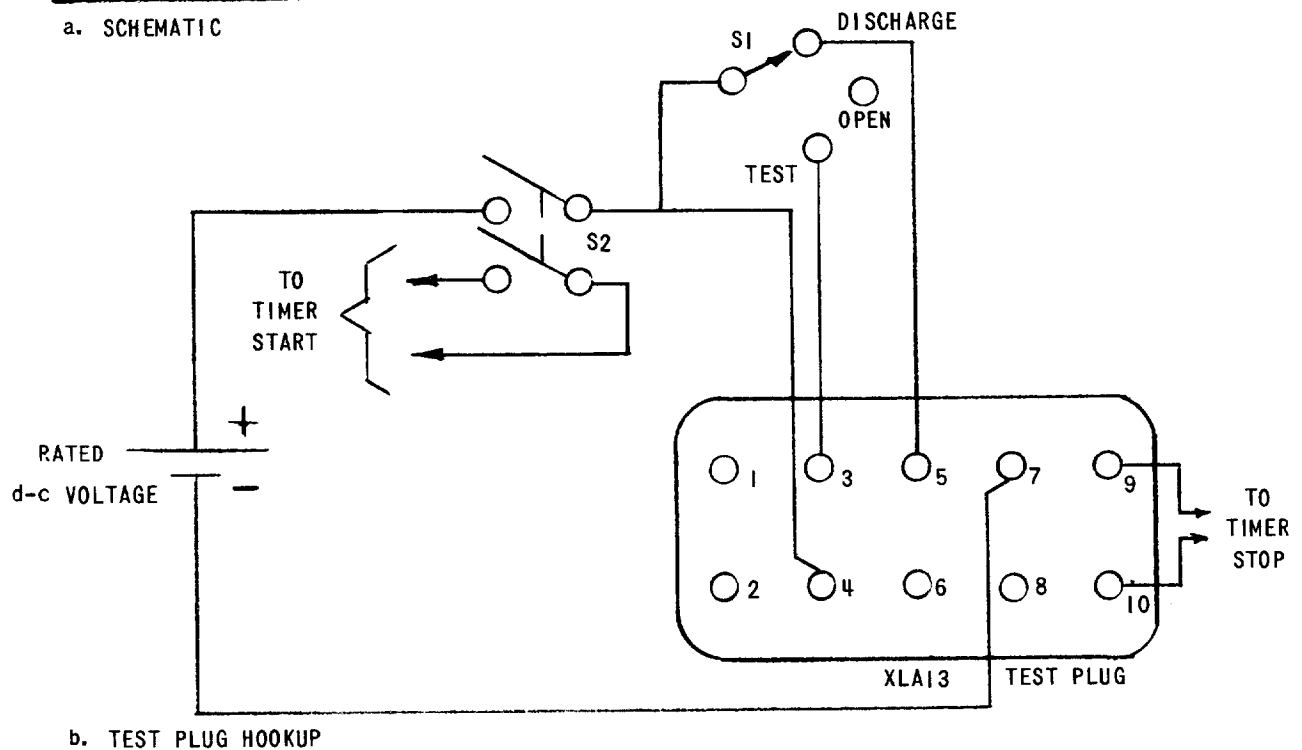 a. SCHEMATIC
DISCHARGE
S1
OPEN
TEST
S2
TO
TIMER
START
+
RATED
d-c VOLTAGE
−
1
3
5
7
9
TO
TIMER
STOP
2
4
6
8
10
XLA13 TEST PLUG
b. TEST PLUG HOOKUP